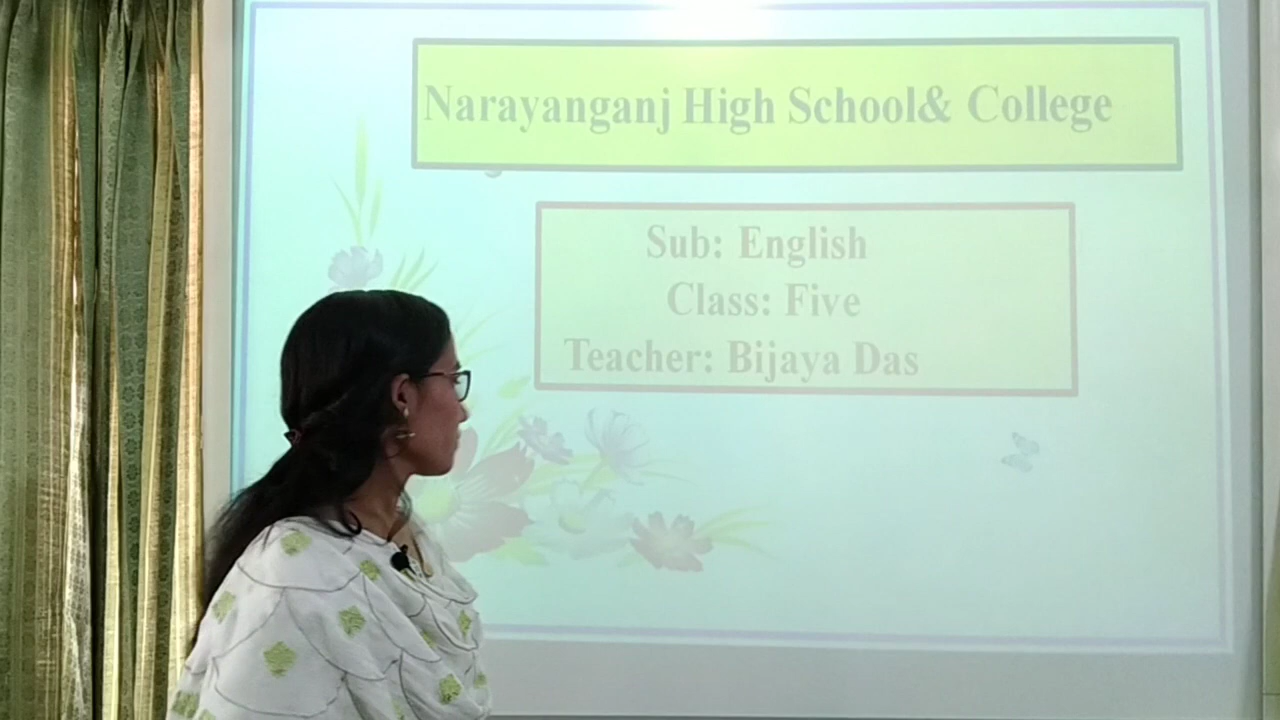 Narayanganj High School& College
Sub: English
Class: Five
Teacher: Bijaya Das